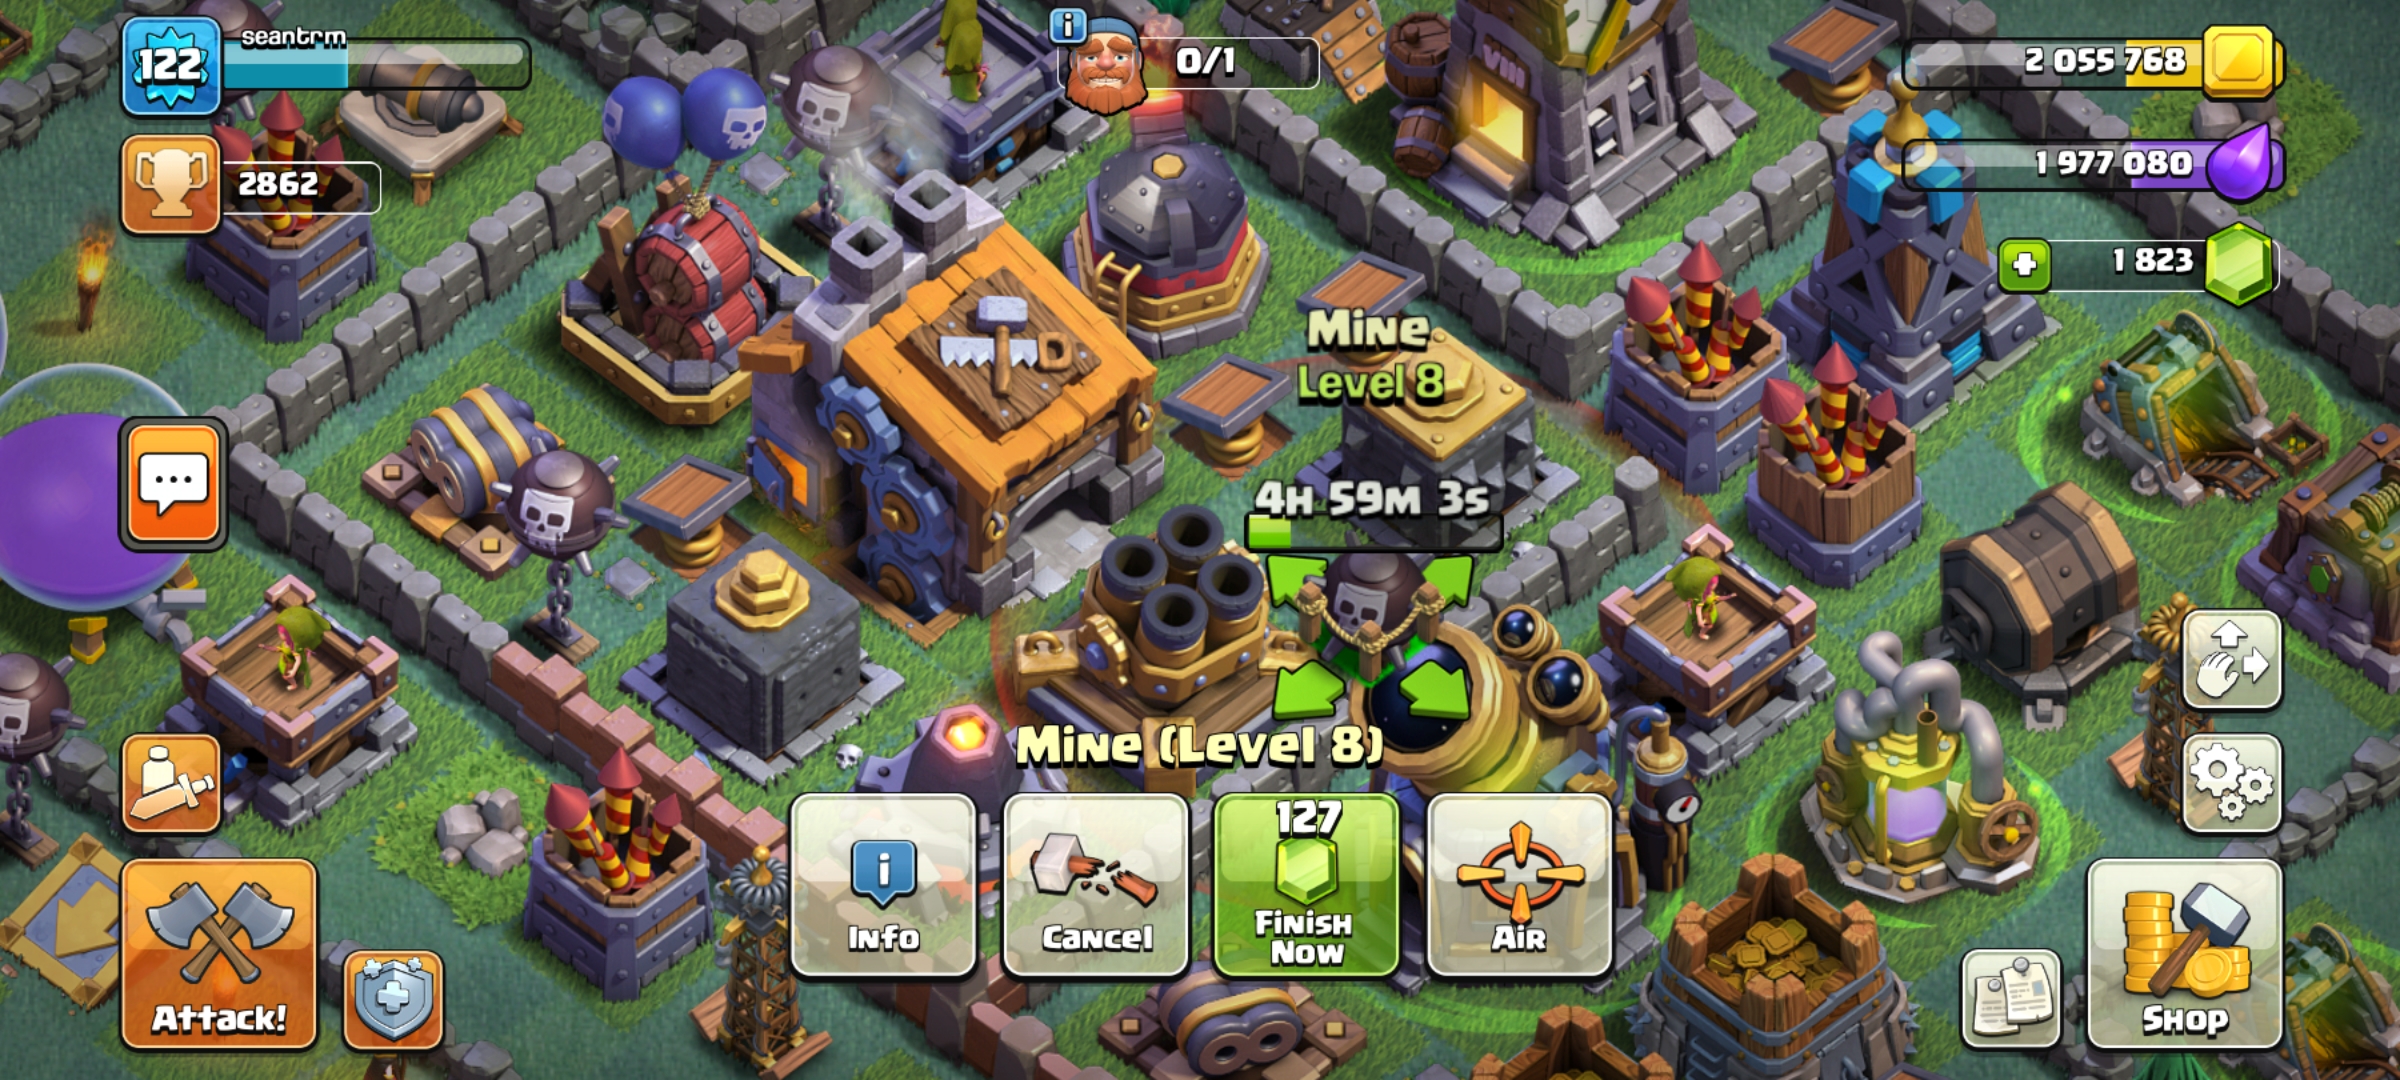 122
seantrm
0/1
2 055 768
2862
1 977 080
1 823
VIII
Mine
Level 8
4h 59m 3s
Mine (Level 8)
Info
Cancel
127
Finish
Now
Air
Attack!
Shop